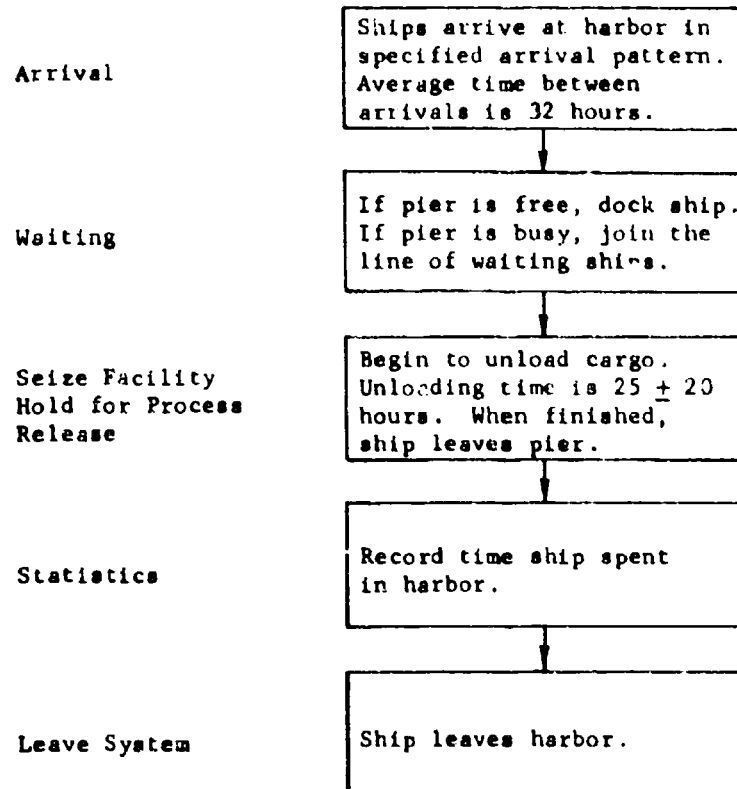 Arrival
Ships arrive at harbor in
specified arrival pattern.
Average time between
arrivals is 32 hours.
Waiting
If pier is free, dock ship.
If pier is busy, join the
line of waiting ships.
Seize Facility
Hold for Process
Release
Begin to unload cargo.
Unloading time is 25 ± 20
hours. When finished,
ship leaves pier.
Statistics
Record time ship spent
in harbor.
Leave System
Ship leaves harbor.